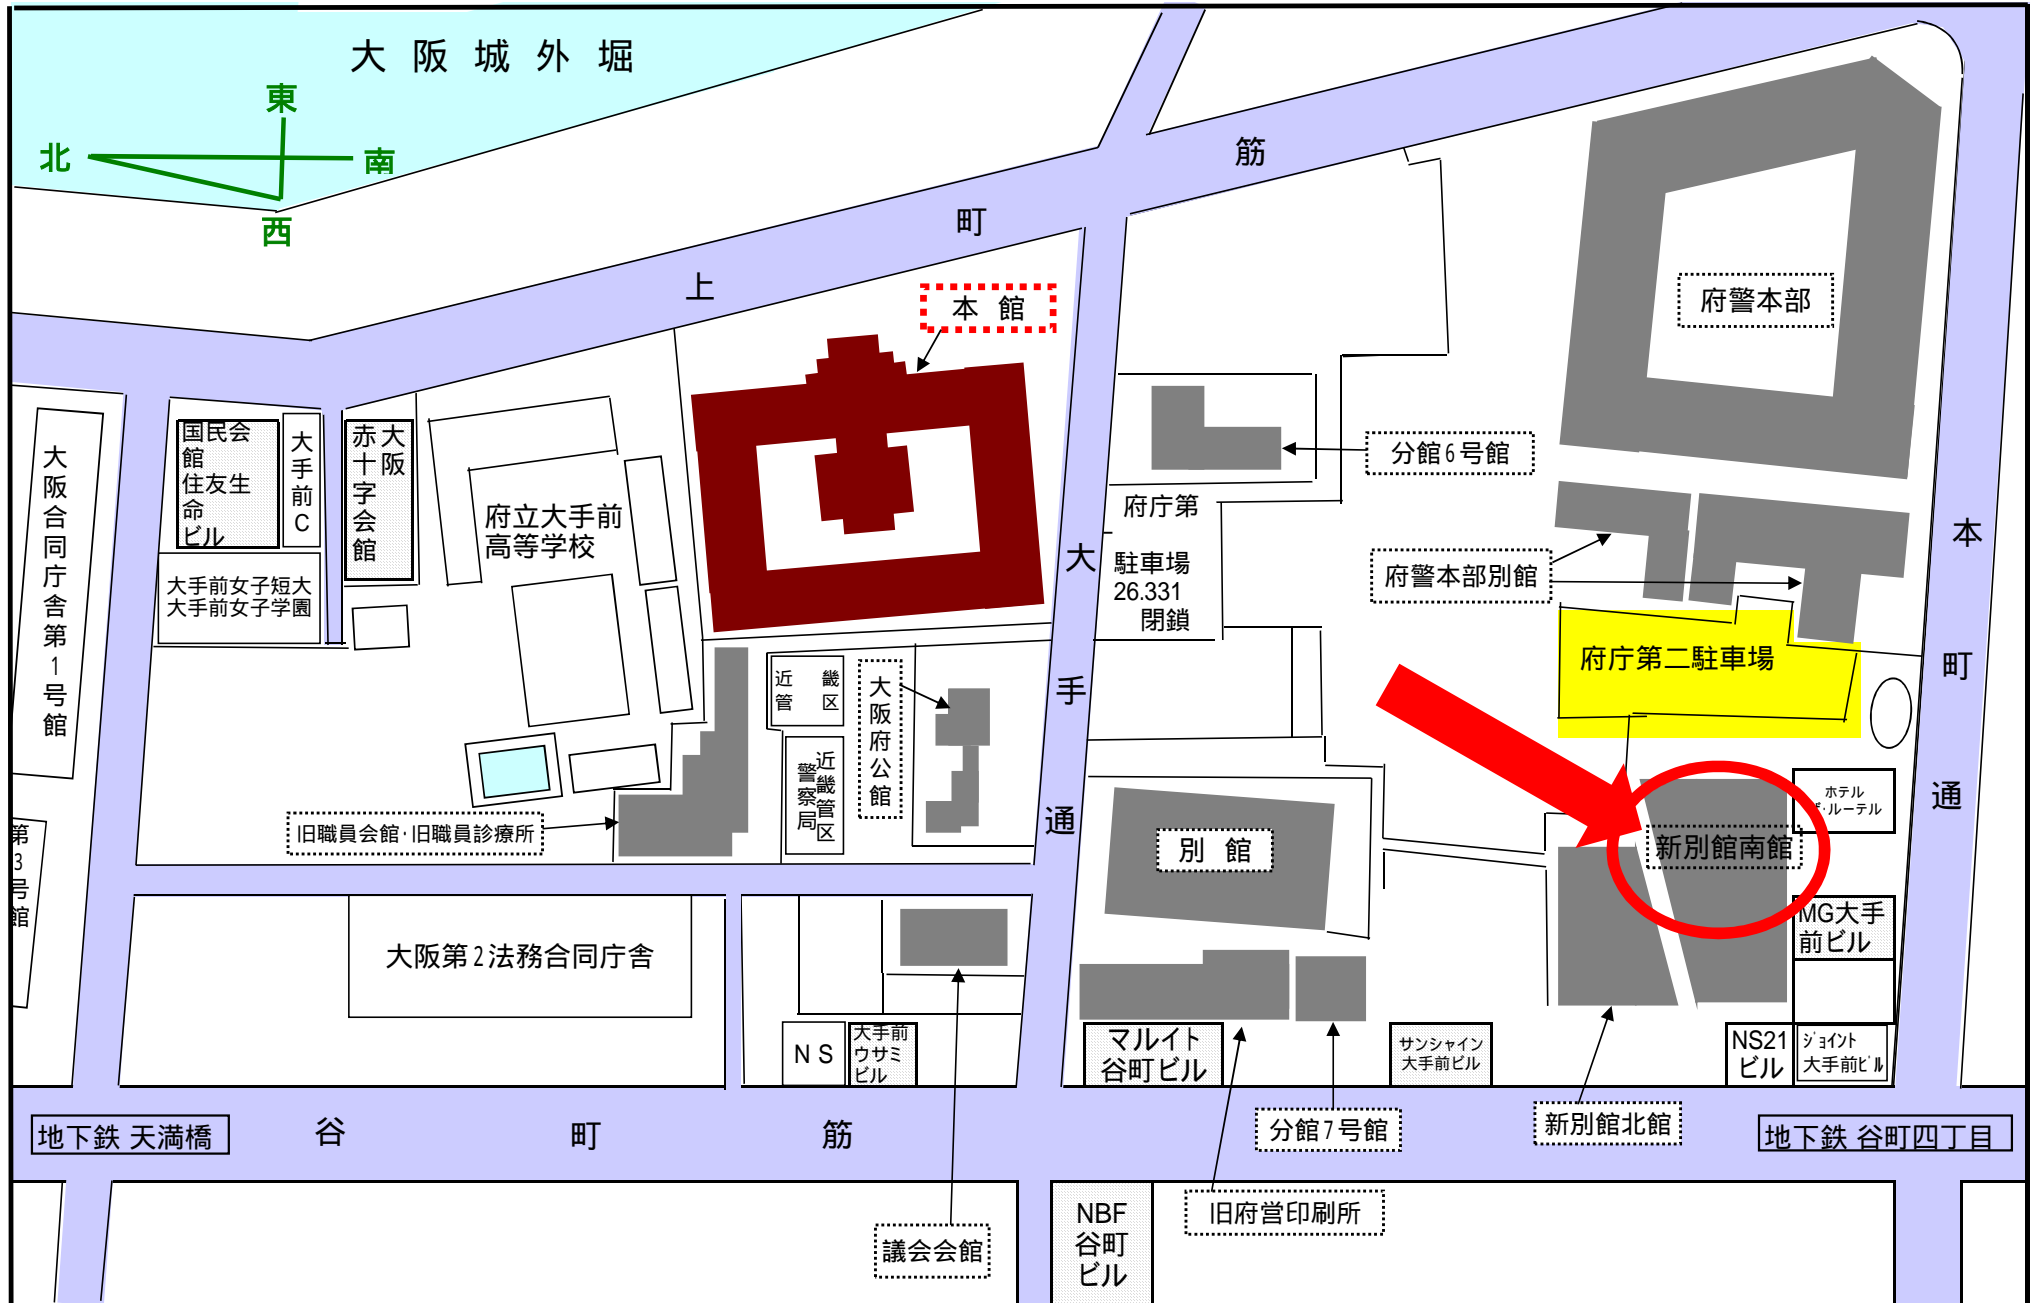 大阪城外堀
東
北
南
西
上町筋
本館
府警本部
国民会
館
住友生
命
ビル
大手前C
大阪
赤十字会館
大阪合同庁舎第1号館
府立大手前
高等学校
分館6号館
府庁第
駐車場
26.331
閉鎖
府警本部別館
大手前女子短大
大手前女子学園
府庁第二駐車場
大手通
本町通
近畿
管区
大阪府公館
近畿管区
警察局
旧職員会館・旧職員診療所
別館
ホテル
ザ・ルーテル
新別館南館
第3号館
大阪第2法務合同庁舎
MG大手
前ビル
NS
大手前
ウサミ
ビル
マルイト
谷町ビル
サンシャイン
大手前ビル
NS21
ビル
ジョイント
大手前ビル
地下鉄 天満橋
谷町筋
分館7号館
新別館北館
地下鉄 谷町四丁目
議会会館
NBF
谷町
ビル
旧府営印刷所